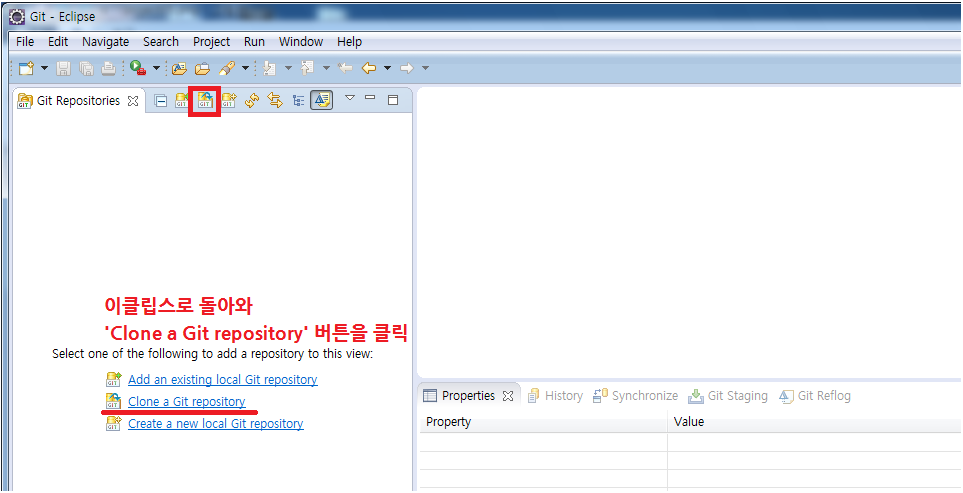 Git - Eclipse
File Edit Navigate Search Project Run Window Help
Git Repositories
이클립스로 돌아와
'Clone a Git repository' 버튼을 클릭
Select one of the following to add a repository to this view:
Add an existing local Git repository
Clone a Git repository
Create a new local Git repository
Properties History Synchronize Git Staging Git Reflog
Property Value